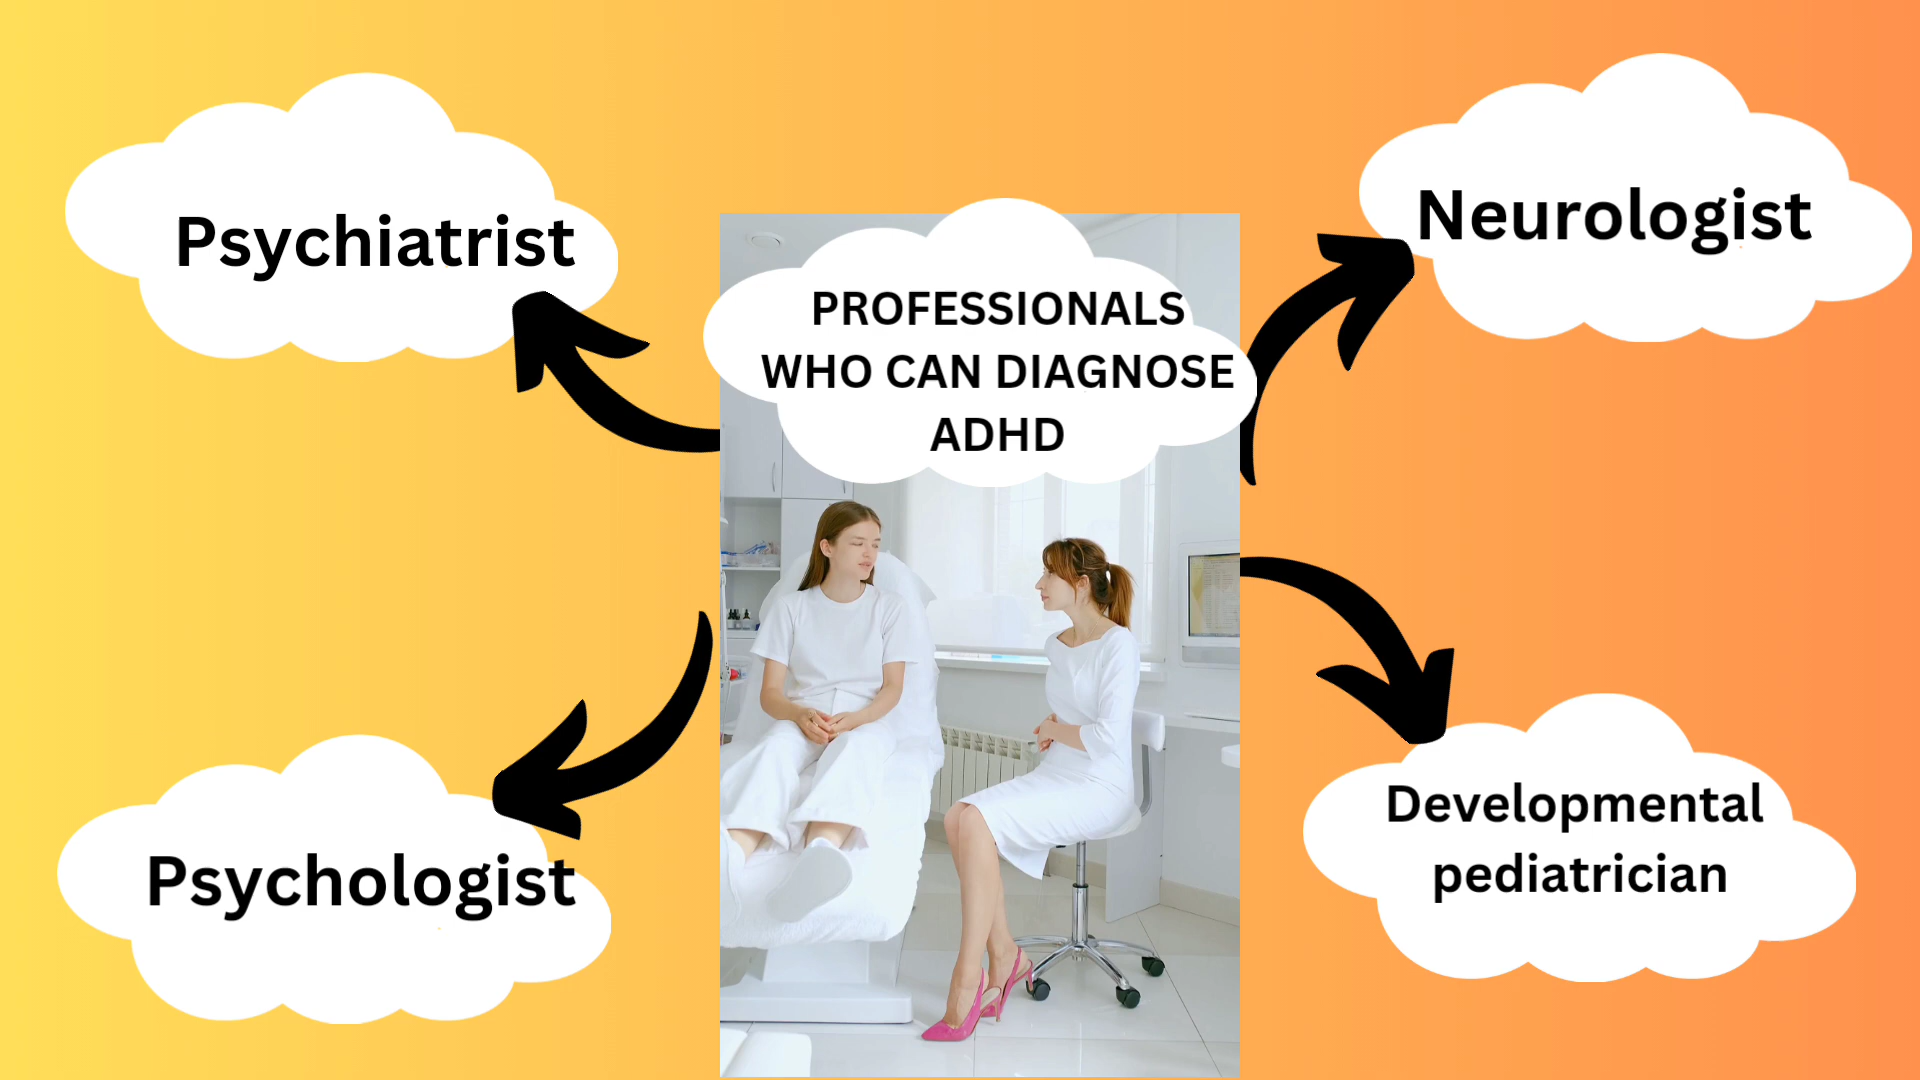 Psychiatrist
Neurologist
PROFESSIONALS
WHO CAN DIAGNOSE
ADHD
Psychologist
Developmental
pediatrician